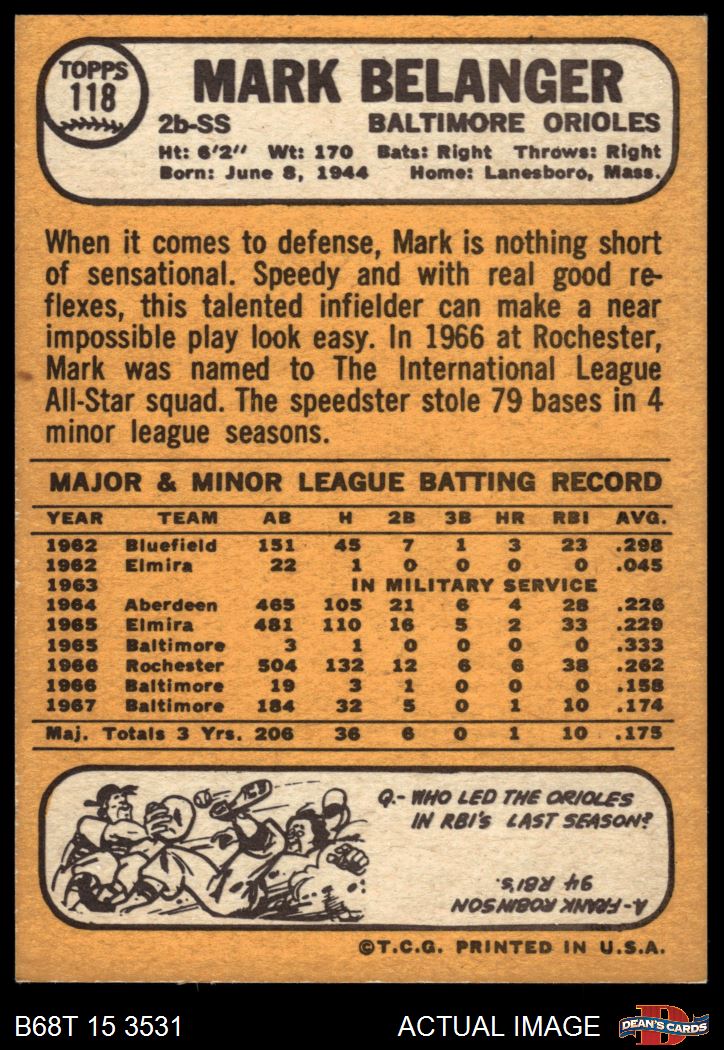 TOPPS
118
MARK BELANGER
2b-SS BALTIMORE ORIOLES
Ht: 6'2" Wt: 170 Bats: Right Throws: Right
Born: June 8, 1944 Home: Lanesboro, Mass.
When it comes to defense, Mark is nothing short
of sensational. Speedy and with real good re-
flexes, this talented infielder can make a near
impossible play look easy. In 1966 at Rochester,
Mark was named to The International League
All-Star squad. The speedster stole 79 bases in 4
minor league seasons.
MAJOR & MINOR LEAGUE BATTING RECORD
YEAR TEAM AB H 2B 3B HR RBI AVG.
1962 Bluefield 151 45 7 1 3 23 .298
1962 Elmira 22 1 0 0 0 0 .045
1963 IN MILITARY SERVICE
1964 Aberdeen 465 105 21 6 4 28 .226
1965 Elmira 481 110 16 5 2 33 .229
1965 Baltimore 3 1 0 0 0 0 .333
1966 Rochester 504 132 12 6 6 38 .262
1966 Baltimore 19 3 1 0 0 0 .158
1967 Baltimore 184 32 5 0 1 10 .174
Maj. Totals 3 Yrs. 206 36 6 0 1 10 .175
Q.- WHO LED THE ORIOLES
IN RBI'S LAST SEASON?
A- FRANK ROBINSON
94 RBI'S.
©T.C.G. PRINTED IN U.S.A.
B68T 15 3531 ACTUAL IMAGE
D
DEAN'S CARDS